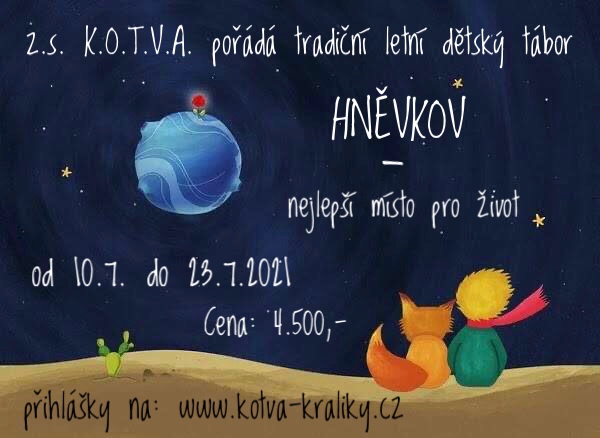 z.s. K.O.T.V.A. pořádá tradiční letní dětský tábor
HNĚVKOV
–
nejlepší místo pro život
od 10.7. do 23.7.2021
Cena: 4.500,-
přihlášky na: www.kotva-kraliky.cz